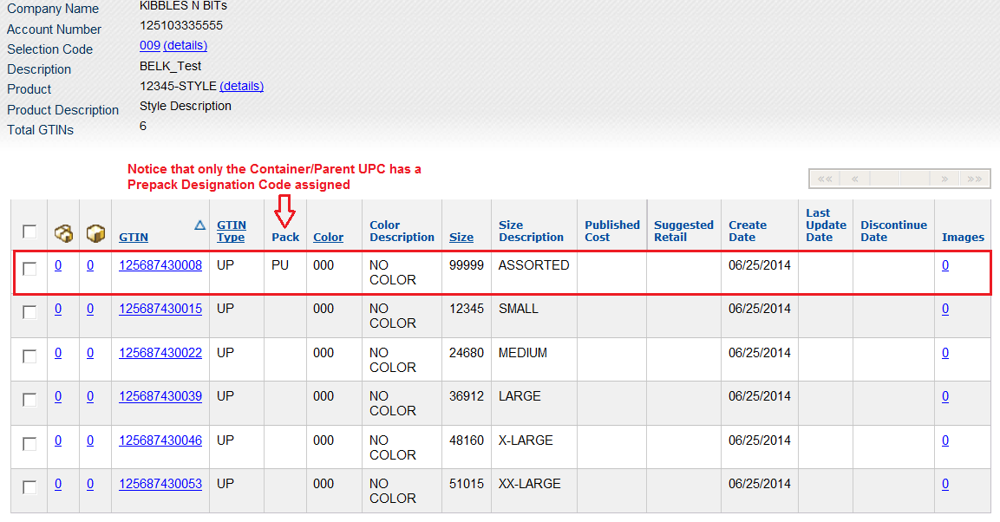 Company Name KIBBLES N BITs
Account Number 125103335555
Selection Code 009 (details)
Description BELK_Test
Product 12345-STYLE (details)
Product Description Style Description
Total GTINs 6
Notice that only the Container/Parent UPC has a
Prepack Designation Code assigned
«« « » »»
GTIN GTIN Type Pack Color Color Description Size Size Description Published Cost Suggested Retail Create Date Last Update Date Discontinue Date Images
0 0 125687430008 UP PU 000 NO COLOR 99999 ASSORTED 06/25/2014 0
0 0 125687430015 UP 000 NO COLOR 12345 SMALL 06/25/2014 0
0 0 125687430022 UP 000 NO COLOR 24680 MEDIUM 06/25/2014 0
0 0 125687430039 UP 000 NO COLOR 36912 LARGE 06/25/2014 0
0 0 125687430046 UP 000 NO COLOR 48160 X-LARGE 06/25/2014 0
0 0 125687430053 UP 000 NO COLOR 51015 XX-LARGE 06/25/2014 0